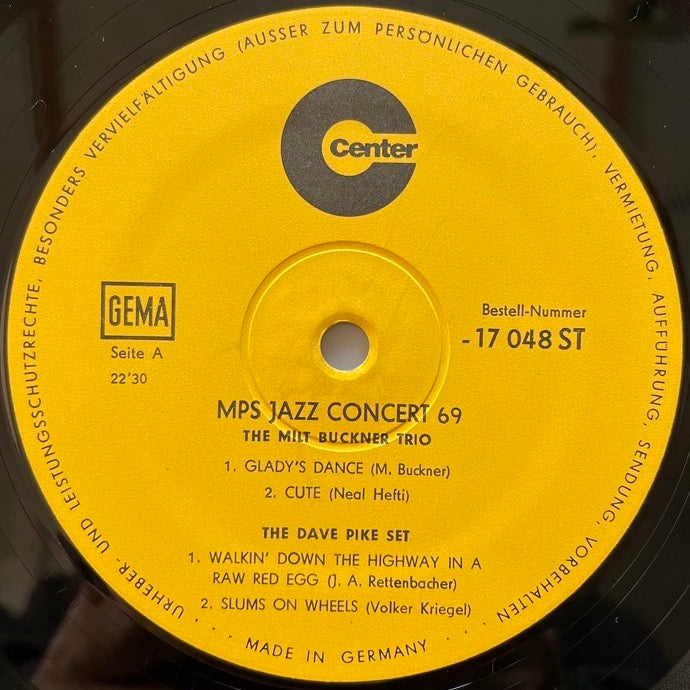 URHEBER- UND LEISTUNGSSCHUTZRECHTE, BESONDERS VERVIELFÄLTIGUNG (AUSSER ZUM PERSÖNLICHEN GEBRAUCH), VERMIETUNG, AUFFÜHRUNG, SENDUNG, VORBEHALTEN
Center
GEMA
Seite A
22'30
Bestell-Nummer
-17 048 ST
MPS JAZZ CONCERT 69
THE MILT BUCKNER TRIO
1. GLADY'S DANCE (M. Buckner)
2. CUTE (Neal Hefti)
THE DAVE PIKE SET
1. WALKIN' DOWN THE HIGHWAY IN A
RAW RED EGG (J. A. Rettenbacher)
2. SLUMS ON WHEELS (Volker Kriegel)
.... MADE IN GERMANY ....